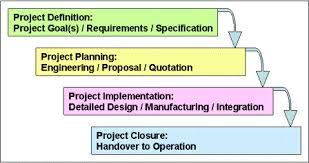 Project Definition:
Project Goal(s) / Requirements / Specification
Project Planning:
Engineering / Proposal / Quotation
Project Implementation:
Detailed Design / Manufacturing / Integration
Project Closure:
Handover to Operation